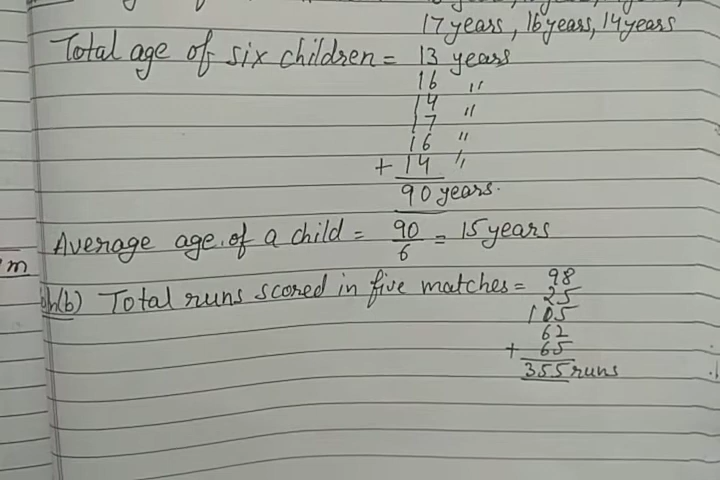 17 years, 16 years, 14 years
Total age of six children = 13 years
16 "
14 "
17
16 "
+ 14 "
90 years.
Average age of a child = 90/6 = 15 years
m
(b) Total runs scored in five matches = 98
25
105
62
+ 65
355 runs